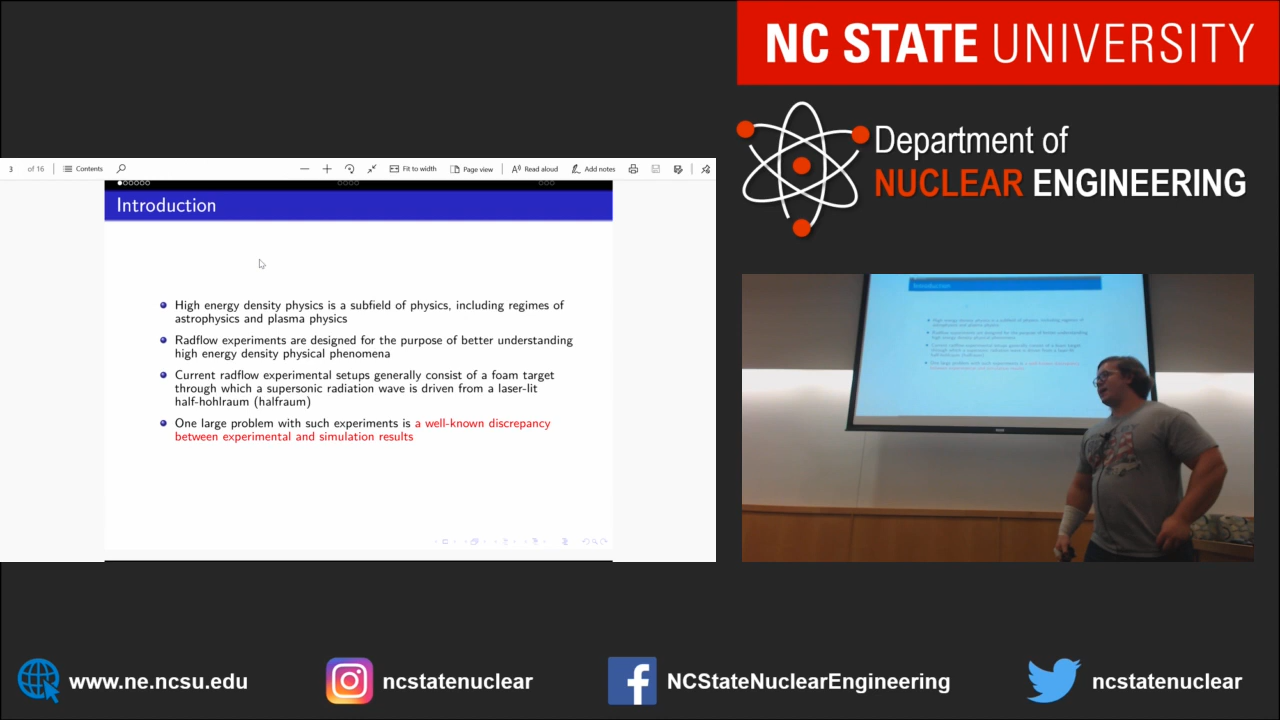 NC STATE UNIVERSITY
Department of
NUCLEAR ENGINEERING
3 of 16 Contents Fit to width Page view Read aloud Add notes
Introduction
High energy density physics is a subfield of physics, including regimes of
astrophysics and plasma physics
Radflow experiments are designed for the purpose of better understanding
high energy density physical phenomena
Current radflow experimental setups generally consist of a foam target
through which a supersonic radiation wave is driven from a laser-lit
half-hohlraum (halfraum)
One large problem with such experiments is a well-known discrepancy
between experimental and simulation results
Introduction
www.ne.ncsu.edu
ncstatenuclear
NCStateNuclearEngineering
ncstatenuclear